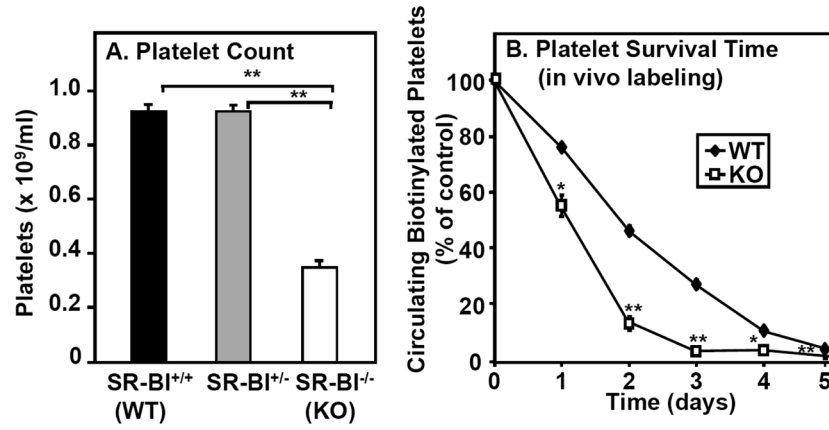 A. Platelet Count
**
**
Platelets (x 10⁹/ml)
1.0
0.8
0.6
0.4
0.2
0
SR-BI⁺/⁺ SR-BI⁺/⁻ SR-BI⁻/⁻
(WT) (KO)
B. Platelet Survival Time
(in vivo labeling)
Circulating Biotinylated Platelets
(% of control)
100
80
60
40
20
0
WT
KO
*
**
**
*
**
0 1 2 3 4 5
Time (days)